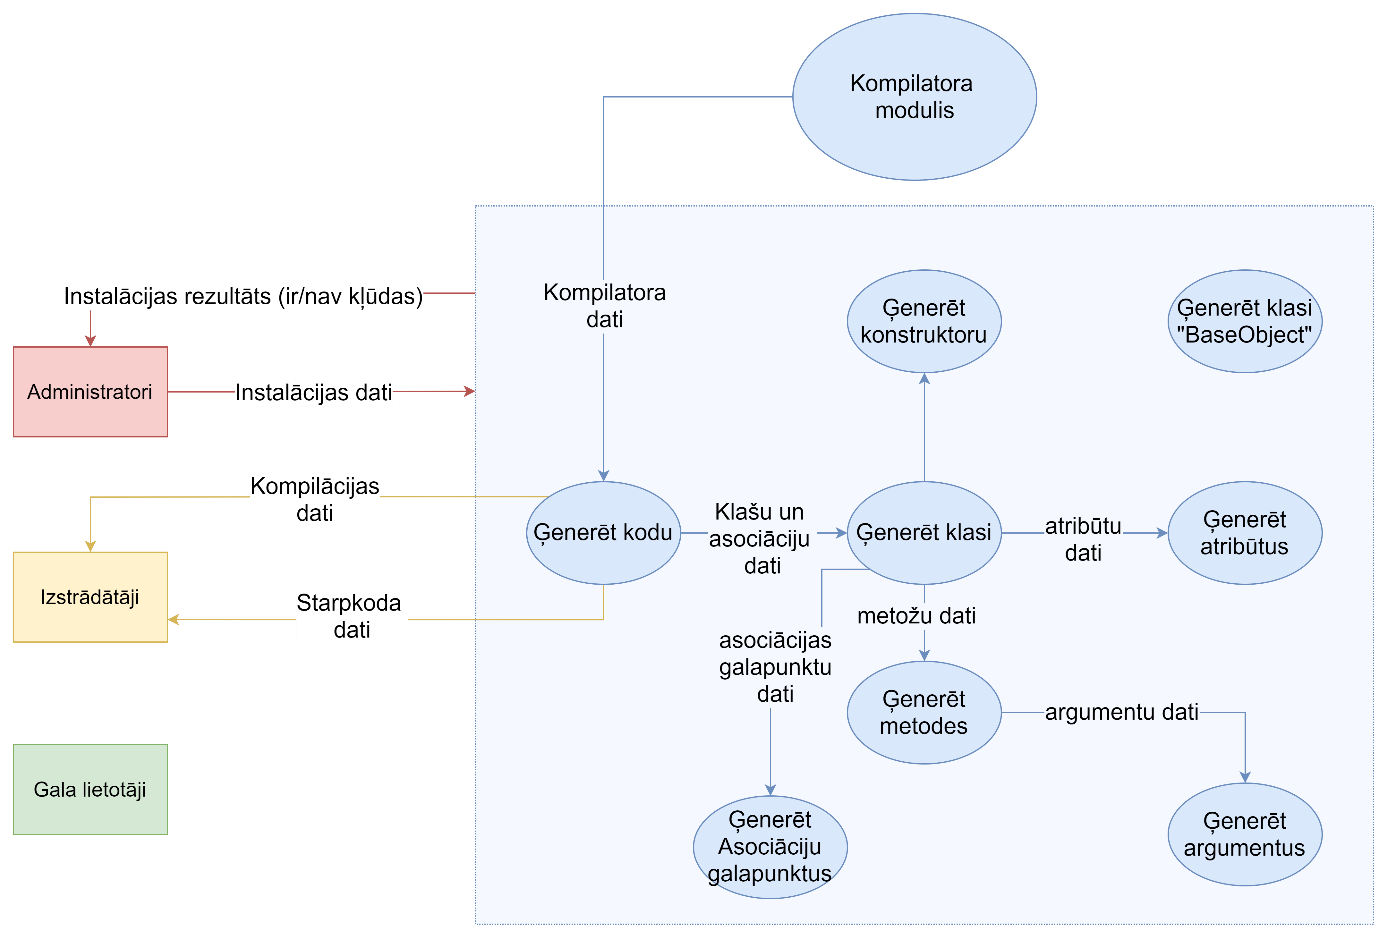 Kompilatora
modulis
Instalācijas rezultāts (ir/nav kļūdas)
Kompilatora
dati
Ģenerēt
konstruktoru
Ģenerēt klasi
"BaseObject"
Administratori
Instalācijas dati
Kompilācijas
dati
Ģenerēt kodu
Klašu un
asociāciju
dati
Ģenerēt klasi
atribūtu
dati
Ģenerēt
atribūtus
Izstrādātāji
Starpkoda
dati
metožu dati
asociācijas
galapunktu
dati
Ģenerēt
metodes
argumentu dati
Gala lietotāji
Ģenerēt
Asociāciju
galapunktus
Ģenerēt
argumentus